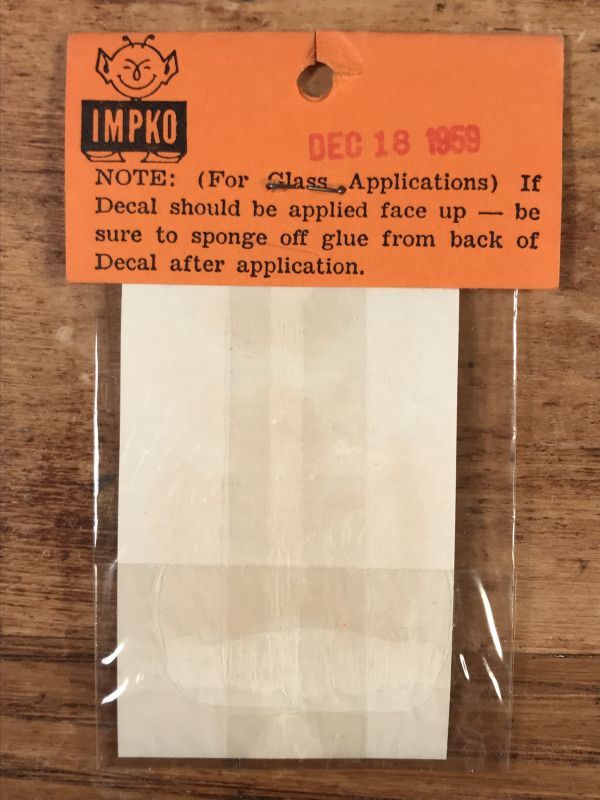 IMPKO
DEC 18 1959
NOTE: (For Glass Applications) If
Decal should be applied face up — be
sure to sponge off glue from back of
Decal after application.